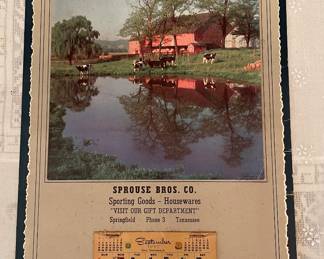 SPROUSE BROS. CO.
Sporting Goods - Housewares
"VISIT OUR GIFT DEPARTMENT"
Springfield Phone 3 Tennessee
September